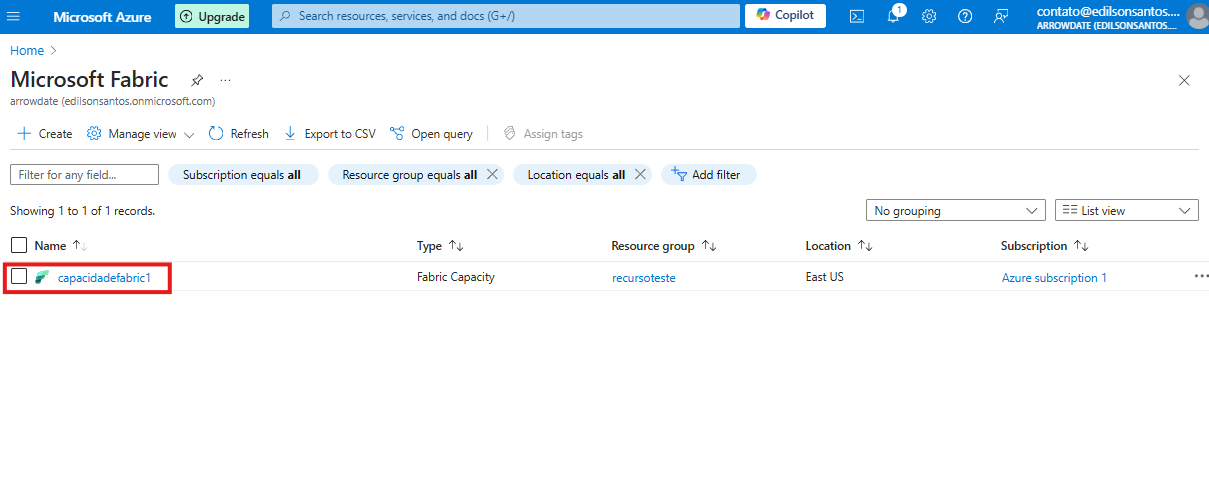 Microsoft Azure Upgrade Search resources, services, and docs (G+/) Copilot 1 contato@edilsonsantos....
ARROWDATE (EDILSONSANTOS....
Home
Microsoft Fabric ...
arrowdate (edilsonsantos.onmicrosoft.com)
Create Manage view Refresh Export to CSV Open query Assign tags
Filter for any field... Subscription equals all Resource group equals all Location equals all Add filter
Showing 1 to 1 of 1 records. No grouping List view
Name Type Resource group Location Subscription
capacidadefabric1 Fabric Capacity recursoteste East US Azure subscription 1 ...